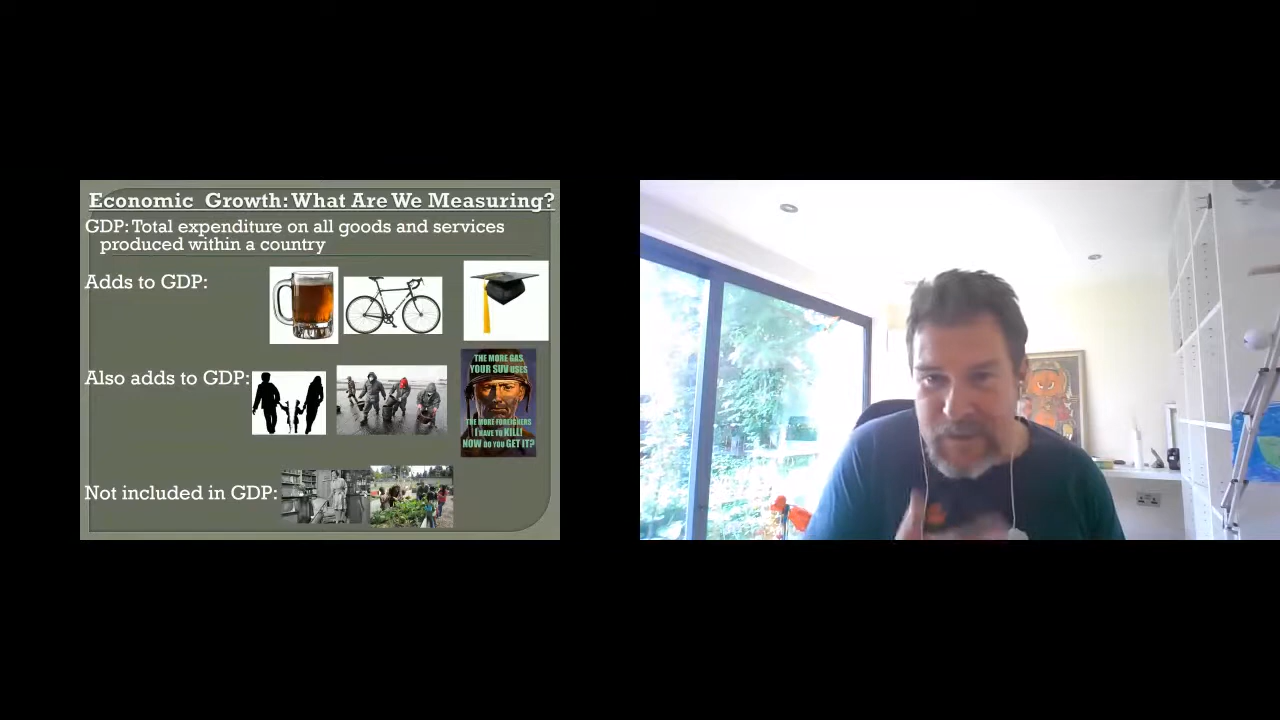 Economic Growth: What Are We Measuring?
GDP: Total expenditure on all goods and services
produced within a country
Adds to GDP:
Also adds to GDP:
THE MORE GAS
YOUR SUV USES
THE MORE FOREIGNERS
I HAVE TO KILL!
NOW DO YOU GET IT?
Not included in GDP: